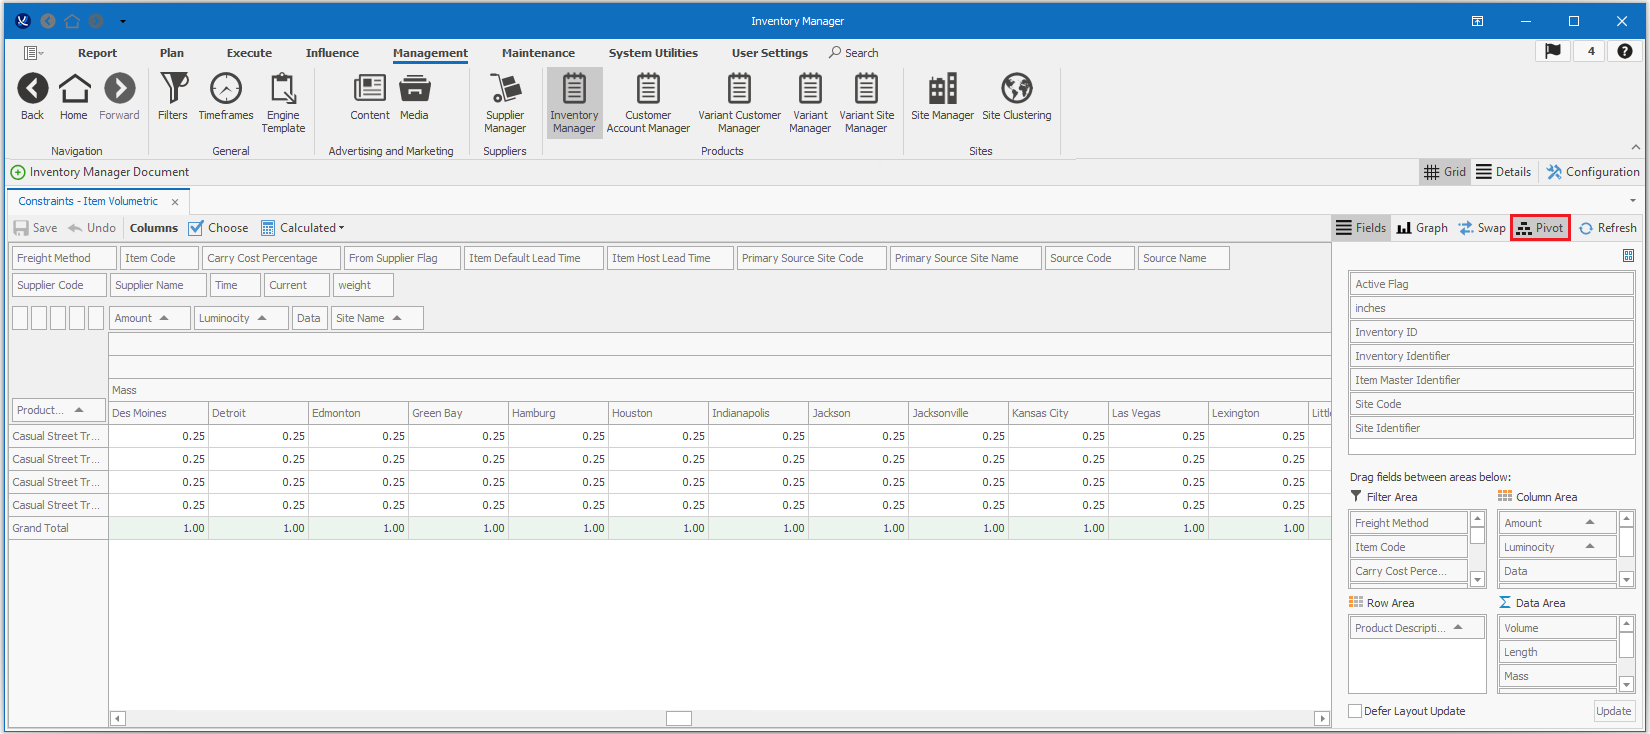 Inventory Manager
Report Plan Execute Influence Management Maintenance System Utilities User Settings Search 4 ?
Back Home Forward Filters Timeframes Engine Template Content Media Supplier Manager Inventory Manager Customer Account Manager Variant Customer Manager Variant Manager Variant Site Manager Site Manager Site Clustering
Navigation General Advertising and Marketing Suppliers Products Sites
Inventory Manager Document Grid Details Configuration
Constraints - Item Volumetric
Save Undo Columns Choose Calculated Fields Graph Swap Pivot Refresh
Freight Method Item Code Carry Cost Percentage From Supplier Flag Item Default Lead Time Item Host Lead Time Primary Source Site Code Primary Source Site Name Source Code Source Name
Supplier Code Supplier Name Time Current weight
Amount Luminocity Data Site Name
Mass
Product... Des Moines Detroit Edmonton Green Bay Hamburg Houston Indianapolis Jackson Jacksonville Kansas City Las Vegas Lexington Little
Casual Street Tr... 0.25 0.25 0.25 0.25 0.25 0.25 0.25 0.25 0.25 0.25 0.25 0.25
Casual Street Tr... 0.25 0.25 0.25 0.25 0.25 0.25 0.25 0.25 0.25 0.25 0.25 0.25
Casual Street Tr... 0.25 0.25 0.25 0.25 0.25 0.25 0.25 0.25 0.25 0.25 0.25 0.25
Casual Street Tr... 0.25 0.25 0.25 0.25 0.25 0.25 0.25 0.25 0.25 0.25 0.25 0.25
Grand Total 1.00 1.00 1.00 1.00 1.00 1.00 1.00 1.00 1.00 1.00 1.00 1.00
Active Flag
inches
Inventory ID
Inventory Identifier
Item Master Identifier
Site Code
Site Identifier
Drag fields between areas below:
Filter Area Column Area
Freight Method Amount
Item Code Luminocity
Carry Cost Perce... Data
Row Area Data Area
Product Descripti... Volume
Length
Mass
Defer Layout Update Update